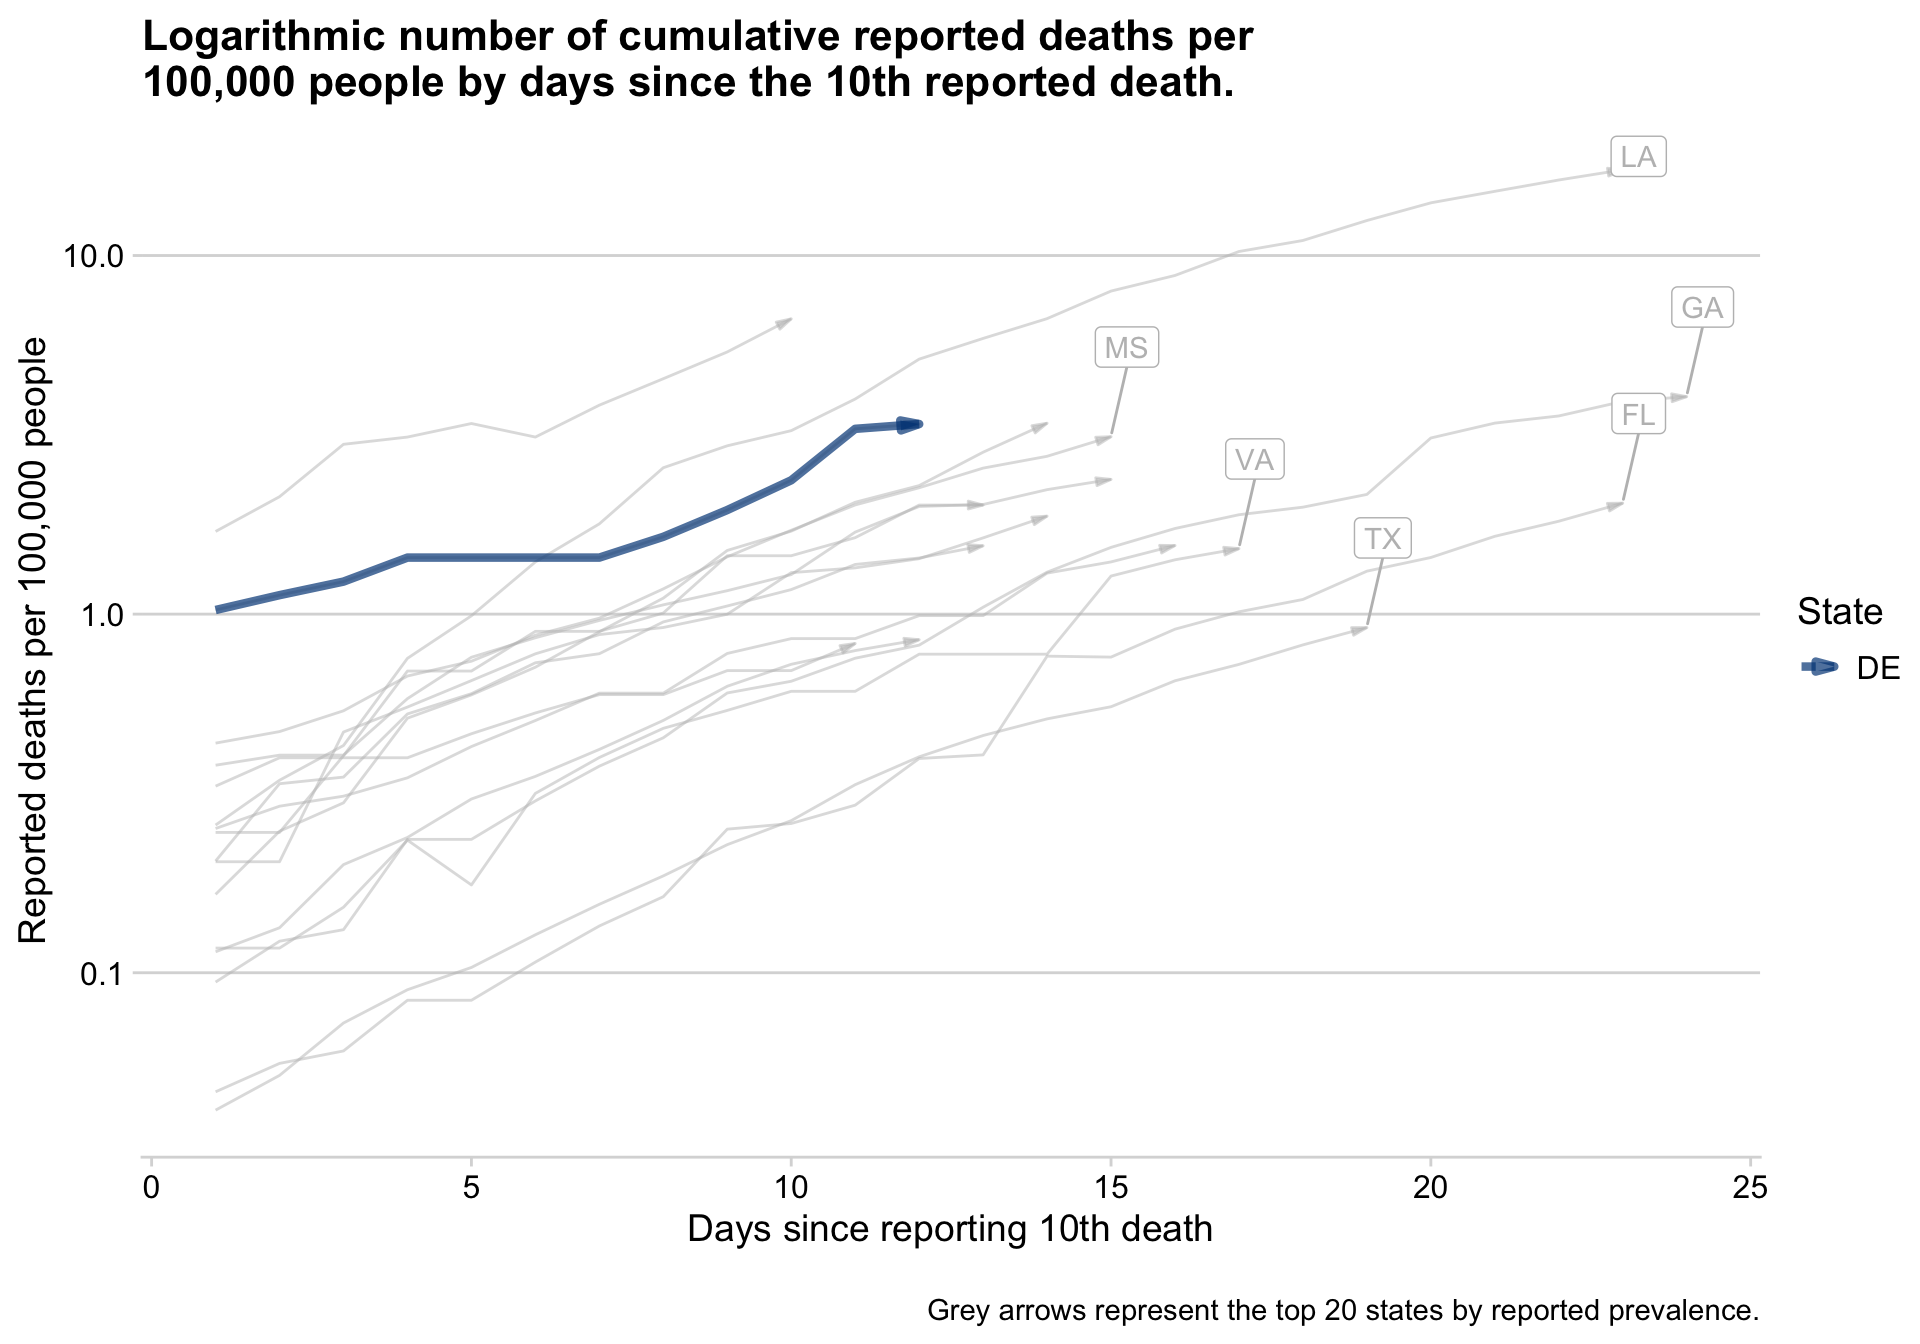 Logarithmic number of cumulative reported deaths per
100,000 people by days since the 10th reported death.
LA
10.0
GA
MS
FL
VA
TX
1.0
0.1
Reported deaths per 100,000 people
State
DE
0 5 10 15 20 25
Days since reporting 10th death
Grey arrows represent the top 20 states by reported prevalence.